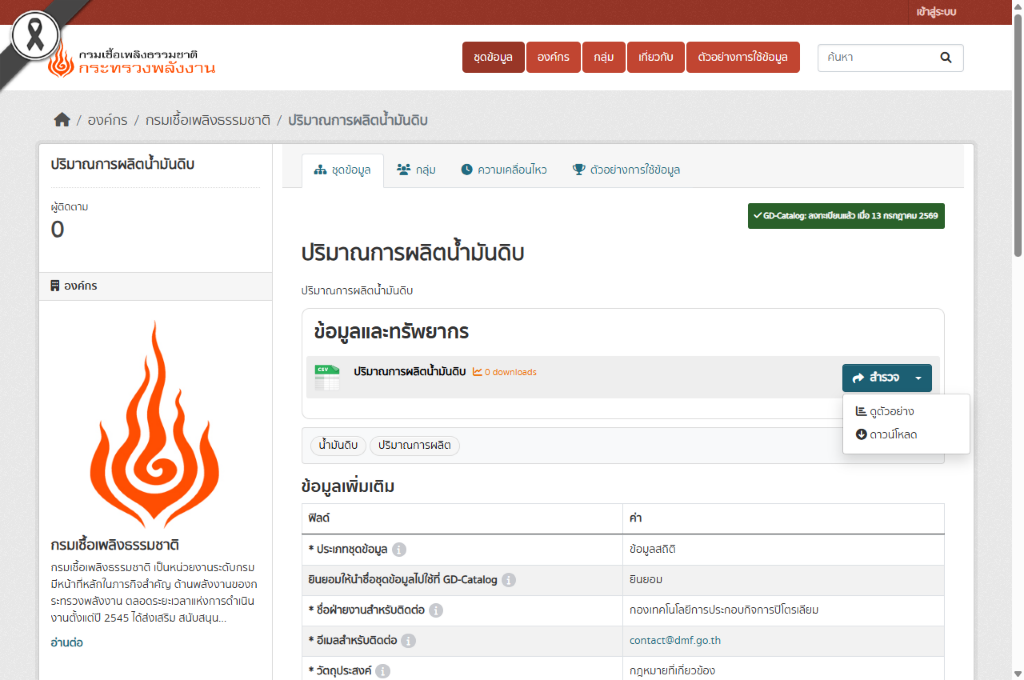 เข้าสู่ระบบ
กรมเชื้อเพลิงธรรมชาติ
กระทรวงพลังงาน
ชุดข้อมูล
องค์กร
กลุ่ม
เกี่ยวกับ
ตัวอย่างการใช้ข้อมูล
ค้นหา
/ องค์กร / กรมเชื้อเพลิงธรรมชาติ / ปริมาณการผลิตน้ำมันดิบ
ปริมาณการผลิตน้ำมันดิบ
ผู้ติดตาม
0
องค์กร
กรมเชื้อเพลิงธรรมชาติ
กรมเชื้อเพลิงธรรมชาติ เป็นหน่วยงานระดับกรม
มีหน้าที่หลักในภารกิจสำคัญ ด้านพลังงานของก
ระทรวงพลังงาน ตลอดระยะเวลาแห่งการดำเนิน
งานตั้งแต่ปี 2545 ได้ส่งเสริม สนับสนุน...
อ่านต่อ
ชุดข้อมูล
กลุ่ม
ความเคลื่อนไหว
ตัวอย่างการใช้ข้อมูล
GD-Catalog: ลงทะเบียนแล้ว เมื่อ 13 กรกฎาคม 2569
ปริมาณการผลิตน้ำมันดิบ
ปริมาณการผลิตน้ำมันดิบ
ข้อมูลและทรัพยากร
CSV
ปริมาณการผลิตน้ำมันดิบ 0 downloads
สำรวจ
ดูตัวอย่าง
ดาวน์โหลด
น้ำมันดิบ
ปริมาณการผลิต
ข้อมูลเพิ่มเติม
ฟิลด์ ค่า
* ประเภทชุดข้อมูล ข้อมูลสถิติ
ยินยอมให้นำชื่อชุดข้อมูลไปใช้ที่ GD-Catalog ยินยอม
* ชื่อฝ่ายงานสำหรับติดต่อ กองเทคโนโลยีการประกอบกิจการปิโตรเลียม
* อีเมลสำหรับติดต่อ contact@dmf.go.th
* วัตถุประสงค์ กฎหมายที่เกี่ยวข้อง